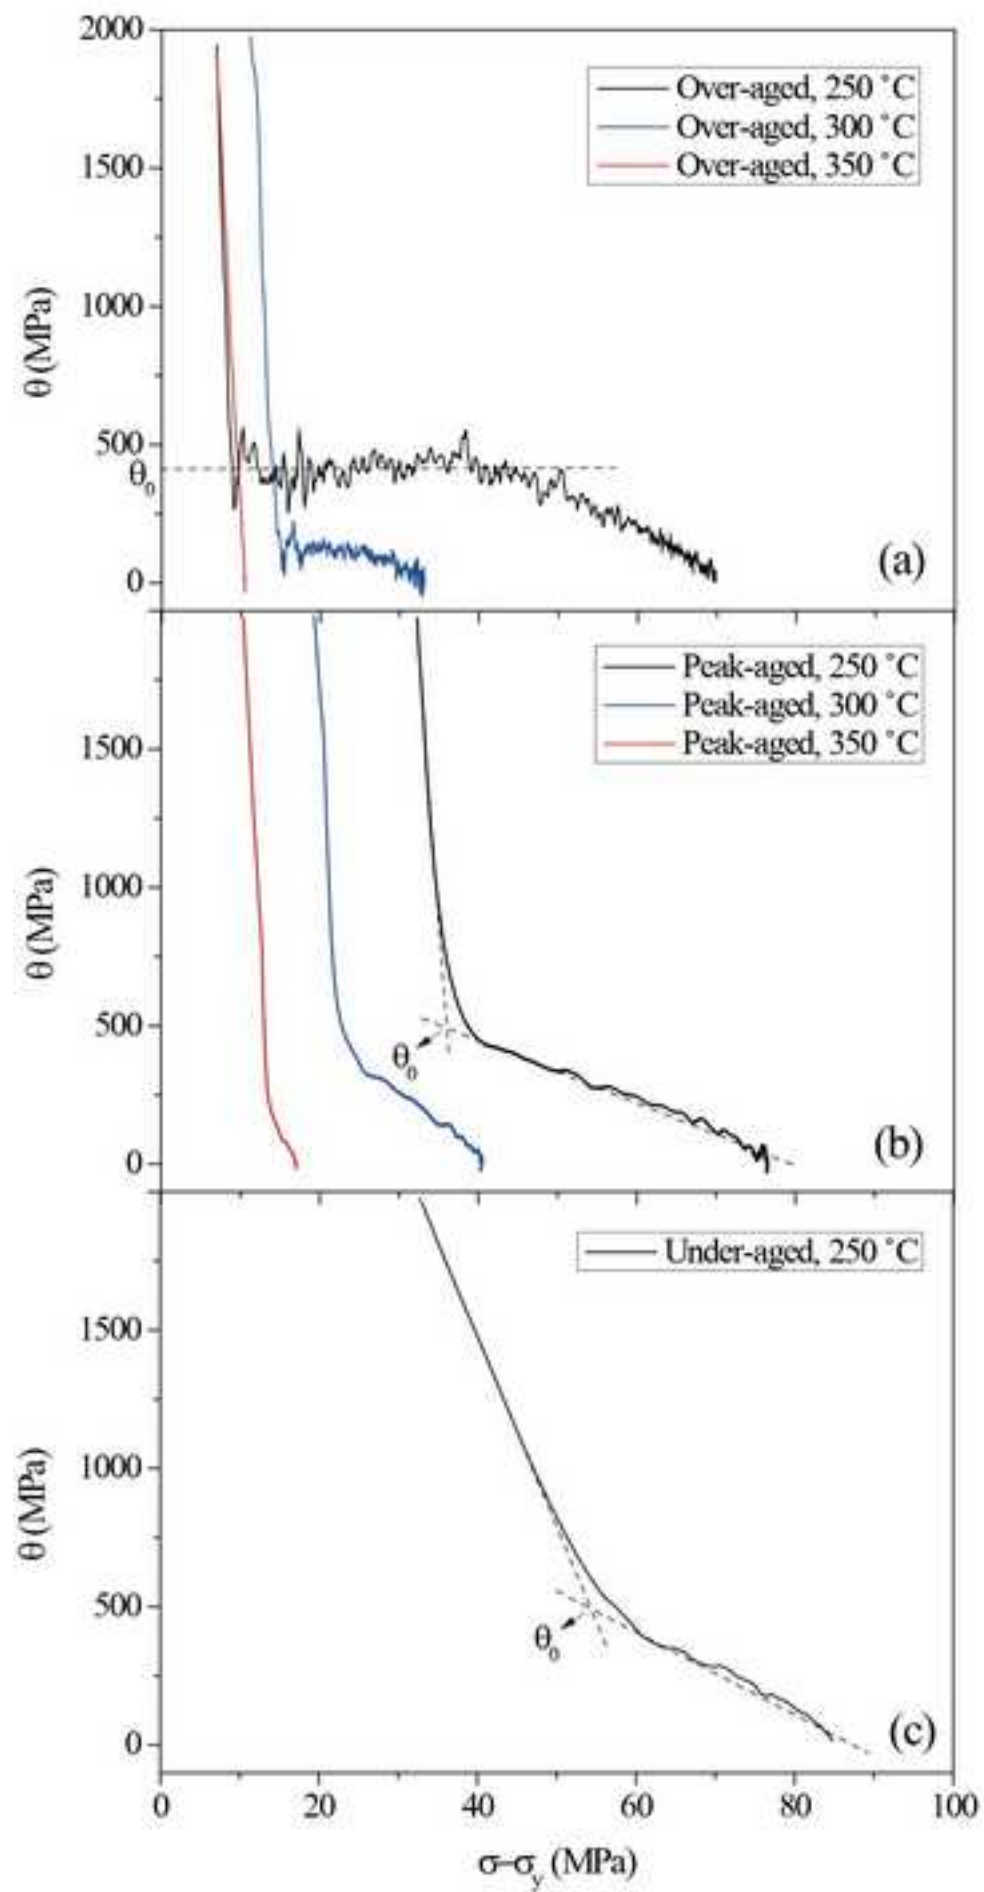 2000
Over-aged, 250 °C
Over-aged, 300 °C
Over-aged, 350 °C
1500
1000
θ (MPa)
500
θ0
0
(a)
Peak-aged, 250 °C
Peak-aged, 300 °C
Peak-aged, 350 °C
1500
1000
θ (MPa)
500
θ0
0
(b)
Under-aged, 250 °C
1500
1000
θ (MPa)
500
θ0
0
(c)
0 20 40 60 80 100
σ−σy (MPa)